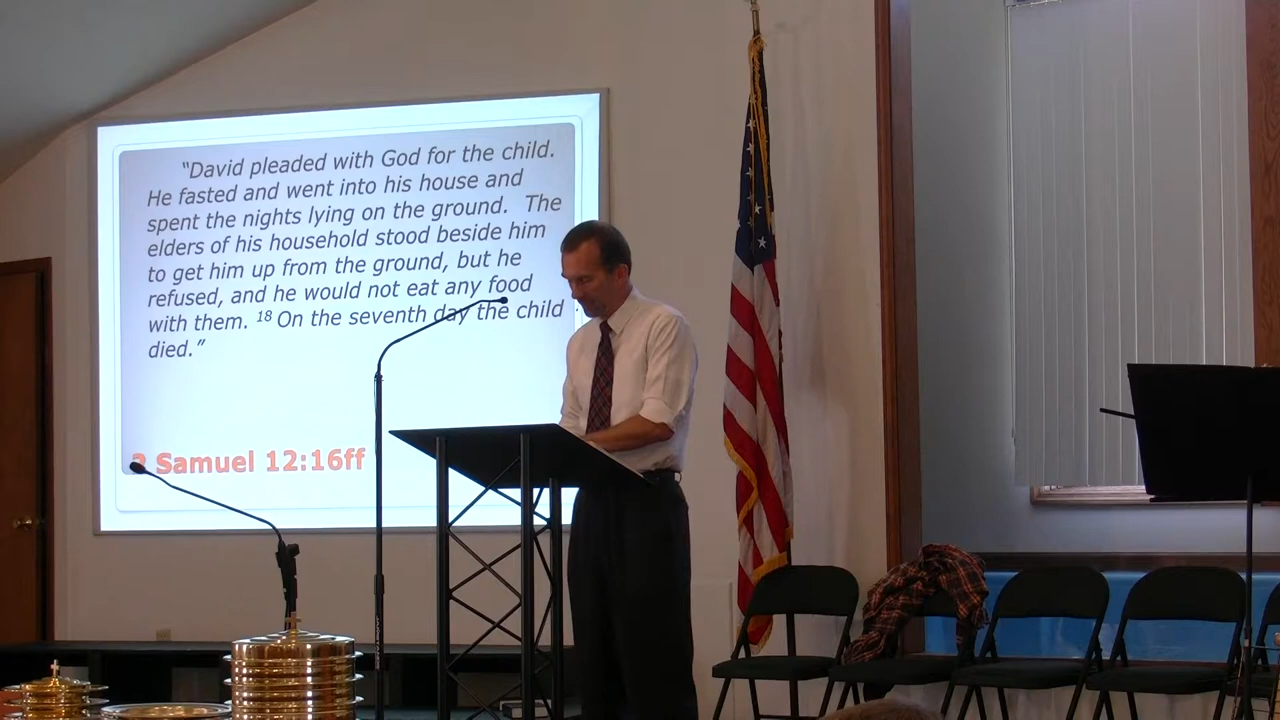 “David pleaded with God for the child.
He fasted and went into his house and
spent the nights lying on the ground. The
elders of his household stood beside him
to get him up from the ground, but he
refused, and he would not eat any food
with them. 18 On the seventh day the child
died.”
2 Samuel 12:16ff